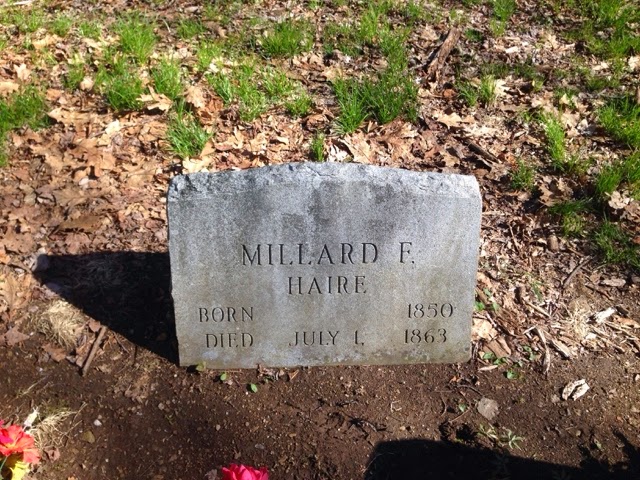 MILLARD F.
HAIRE
BORN 1850
DIED JULY 1, 1863